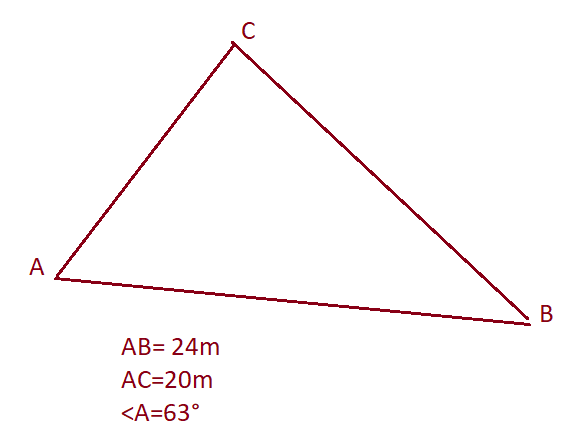 C
A
B
AB= 24m
AC=20m
<A=63°